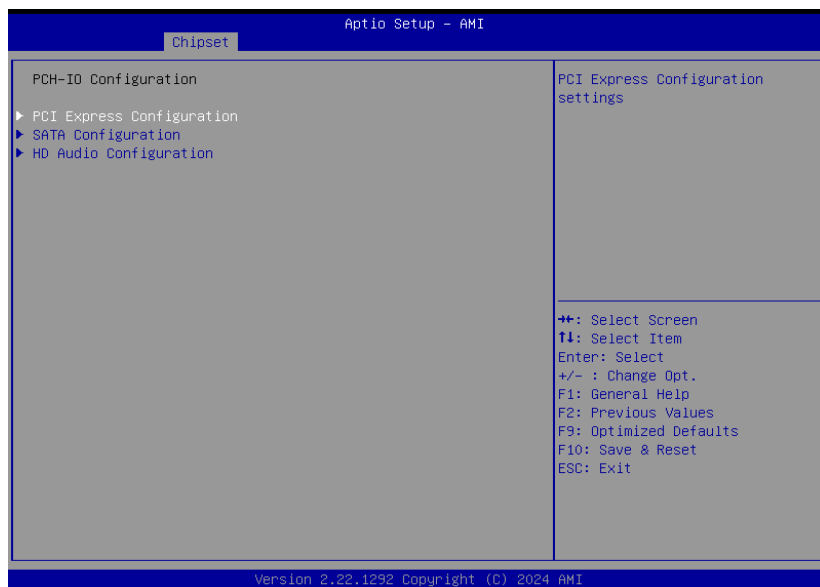 Aptio Setup - AMI
Chipset
PCH-IO Configuration
▶ PCI Express Configuration
▶ SATA Configuration
▶ HD Audio Configuration
PCI Express Configuration
settings
→←: Select Screen
↑↓: Select Item
Enter: Select
+/- : Change Opt.
F1: General Help
F2: Previous Values
F9: Optimized Defaults
F10: Save & Reset
ESC: Exit
Version 2.22.1292 Copyright (C) 2024 AMI